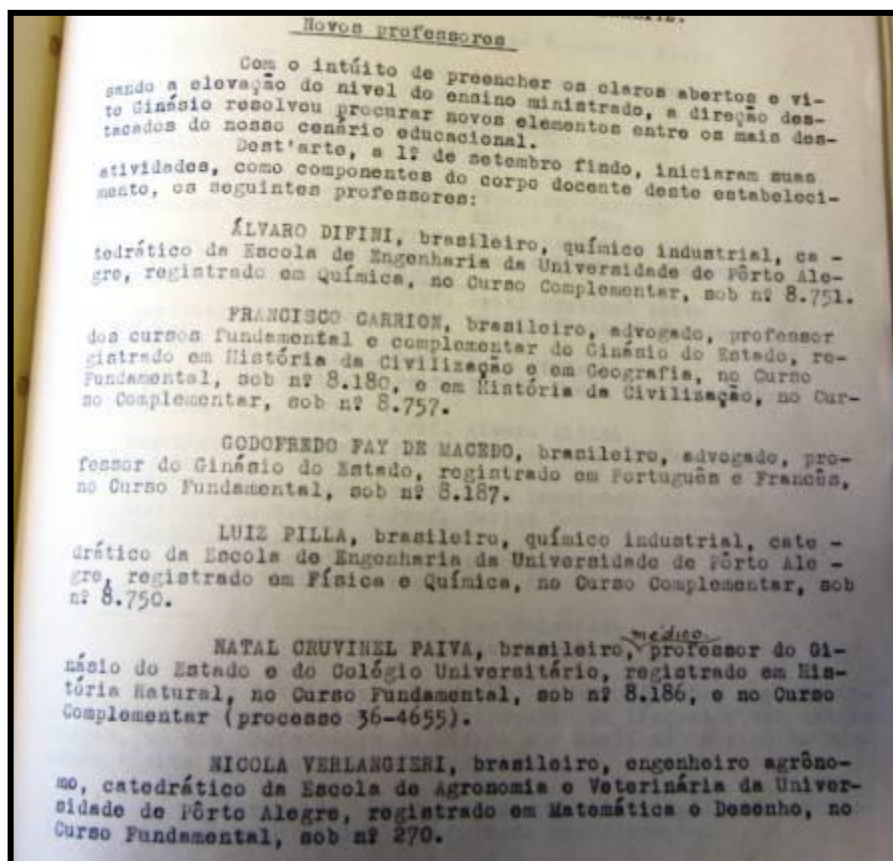 Novos professores
Com o intúito de preencher os claros abertos e vi-
sando a elevação do nivel do ensino ministrado, a direção des-
te Ginásio resolveu procurar novos elementos entre os mais des-
tacados do nosso cenário educacional.
Dest'arte, a 1º de setembro findo, iniciaram suas
atividades, como componentes do corpo docente deste estabeleci-
mento, os seguintes professores:
ÁLVARO DIFINI, brasileiro, químico industrial, ca -
tedrático da Escola de Engenharia da Universidade de Pôrto Ale-
gre, registrado em Química, no Curso Complementar, sob nº 8.751.
FRANCISCO CARRION, brasileiro, advogado, professor
dos cursos fundamental e complementar do Ginásio do Estado, re-
gistrado em História da Civilização e em Geografia, no Curso
Fundamental, sob nº 8.180, e em História da Civilização, no Cur-
so Complementar, sob nº 8.757.
GODOFREDO FAY DE MACEDO, brasileiro, advogado, pro-
fessor do Ginásio do Estado, registrado em Português e Francês,
no Curso Fundamental, sob nº 8.187.
LUIZ PILLA, brasileiro, químico industrial, cate -
drático da Escola de Engenharia da Universidade de Pôrto Ale -
gre, registrado em Física e Química, no Curso Complementar, sob
nº 8.750.
médico
NATAL CRUVINEL PAIVA, brasileiro, professor do Gi-
násio do Estado e do Colégio Universitário, registrado em His-
tória Natural, no Curso Fundamental, sob nº 8.186, e no Curso
Complementar (processo 36-4655).
NICOLA VERLANGIERI, brasileiro, engenheiro agrôno-
mo, catedrático da Escola de Agronomia e Veterinária da Univer-
sidade de Pôrto Alegre, registrado em Matemática e Desenho, no
Curso Fundamental, sob nº 270.